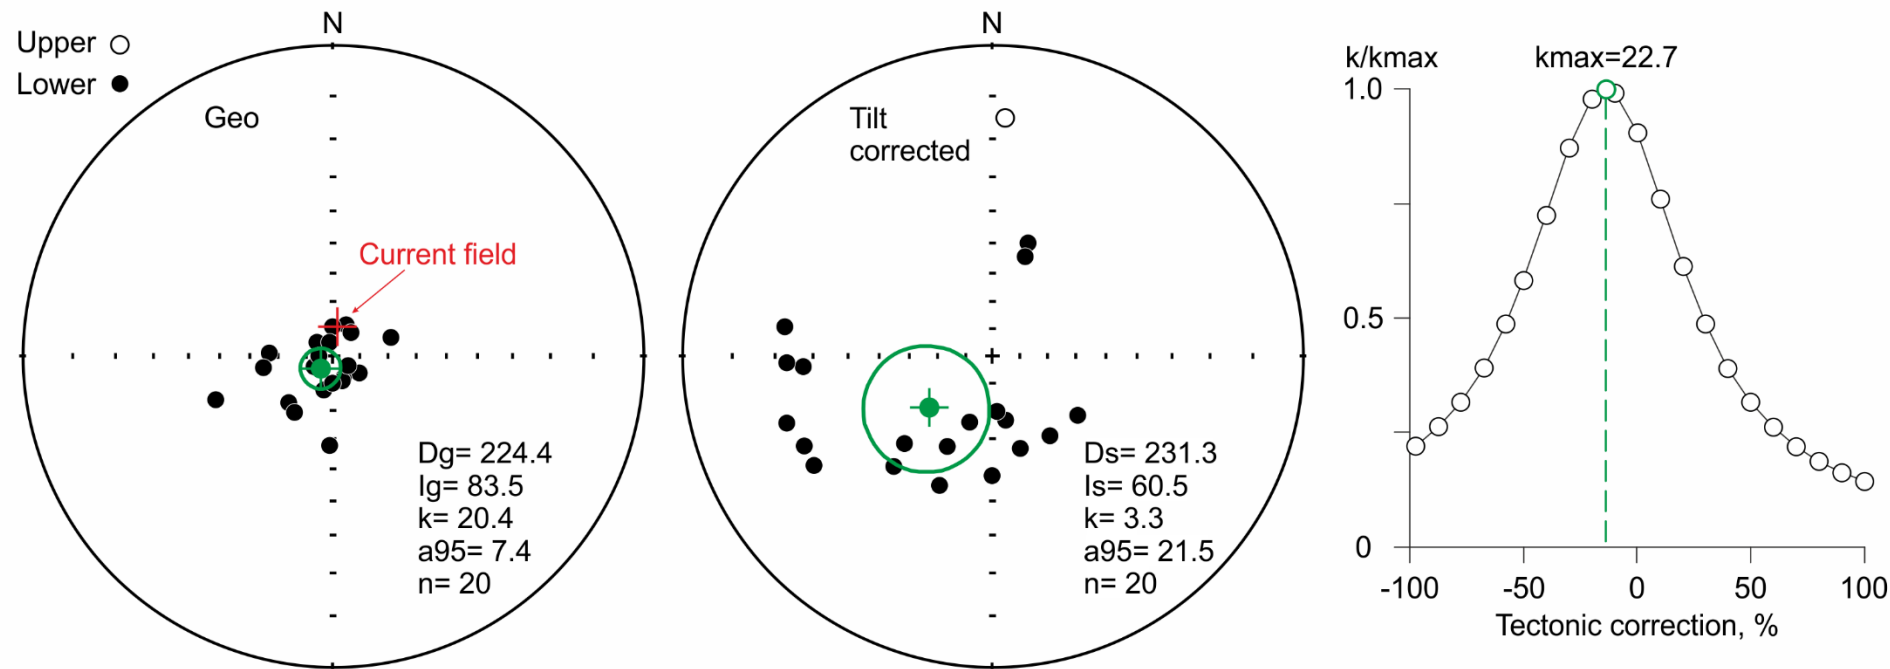 Upper
Lower
N
Geo
Current field
Dg= 224.4
Ig= 83.5
k= 20.4
a95= 7.4
n= 20
N
Tilt
corrected
Ds= 231.3
Is= 60.5
k= 3.3
a95= 21.5
n= 20
k/kmax
kmax=22.7
1.0
0.5
0
-100 -50 0 50 100
Tectonic correction, %